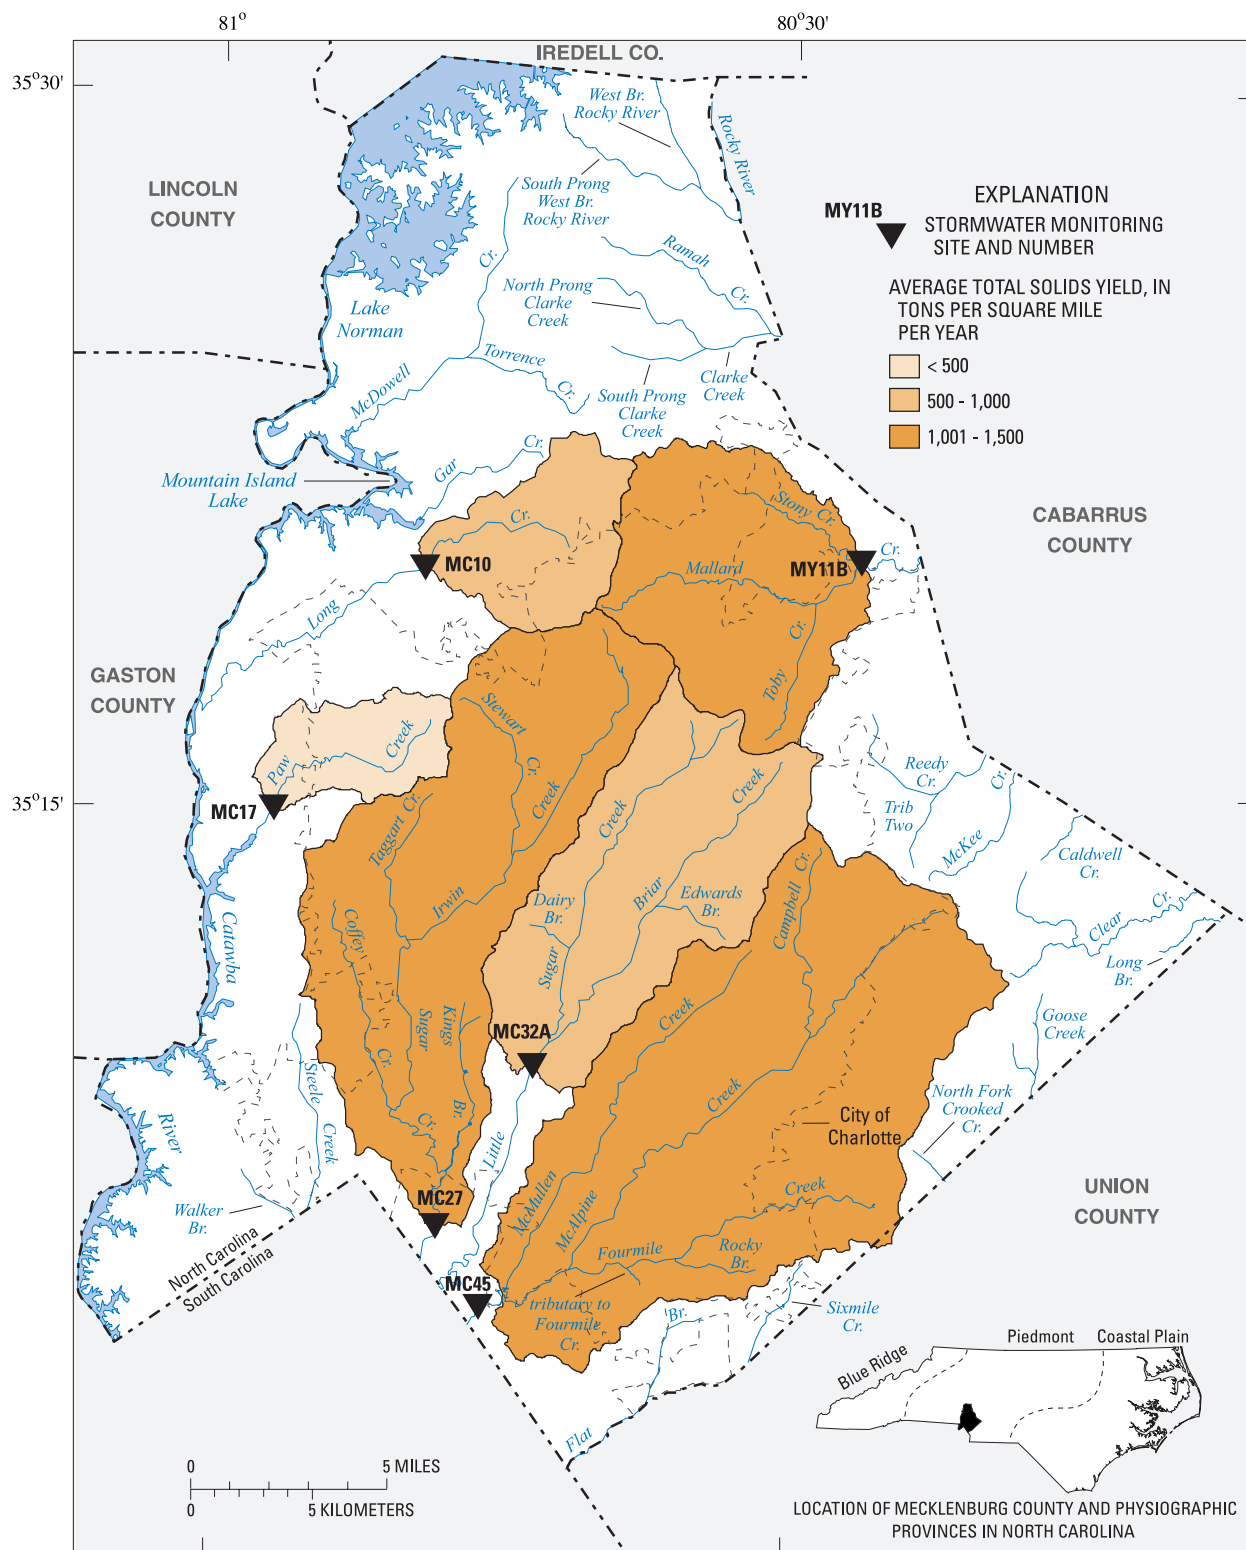 81°
80°30'
35°30'
35°15'
IREDELL CO.
LINCOLN
COUNTY
GASTON
COUNTY
CABARRUS
COUNTY
UNION
COUNTY
West Br.
Rocky River
Rocky River
South Prong
West Br.
Rocky River
Ramah
Cr.
North Prong
Clarke
Creek
Cr.
Lake
Norman
Torrence
Cr.
McDowell
South Prong
Clarke
Creek
Clarke
Creek
Mountain Island
Lake
Gar
Cr.
Cr.
MC10
Long
Stony Cr.
Mallard
MY11B
Cr.
Toby
Cr.
Paw
Creek
MC17
Stewart
Cr.
Creek
Taggart Cr.
Irwin
Creek
Creek
Dairy
Br.
Briar
Edwards
Br.
Sugar
Campbell
Cr.
Reedy
Cr.
Trib
Two
McKee
Cr.
Caldwell
Cr.
Clear
Cr.
Long
Br.
Goose
Creek
Catawba
River
Coffey
Cr.
Sugar
Kings
Br.
Cr.
MC32A
Creek
Creek
Steele
Creek
Walker
Br.
North Fork
Crooked
Cr.
City of
Charlotte
Little
McMullen
McAlpine
Creek
Fourmile
Rocky
Br.
MC27
MC45
tributary to
Fourmile
Cr.
Br.
Sixmile
Cr.
Flat
North Carolina
South Carolina
EXPLANATION
MY11B
STORMWATER MONITORING
SITE AND NUMBER
AVERAGE TOTAL SOLIDS YIELD, IN
TONS PER SQUARE MILE
PER YEAR
< 500
500 - 1,000
1,001 - 1,500
0
5 MILES
0
5 KILOMETERS
Blue Ridge
Piedmont
Coastal Plain
LOCATION OF MECKLENBURG COUNTY AND PHYSIOGRAPHIC
PROVINCES IN NORTH CAROLINA